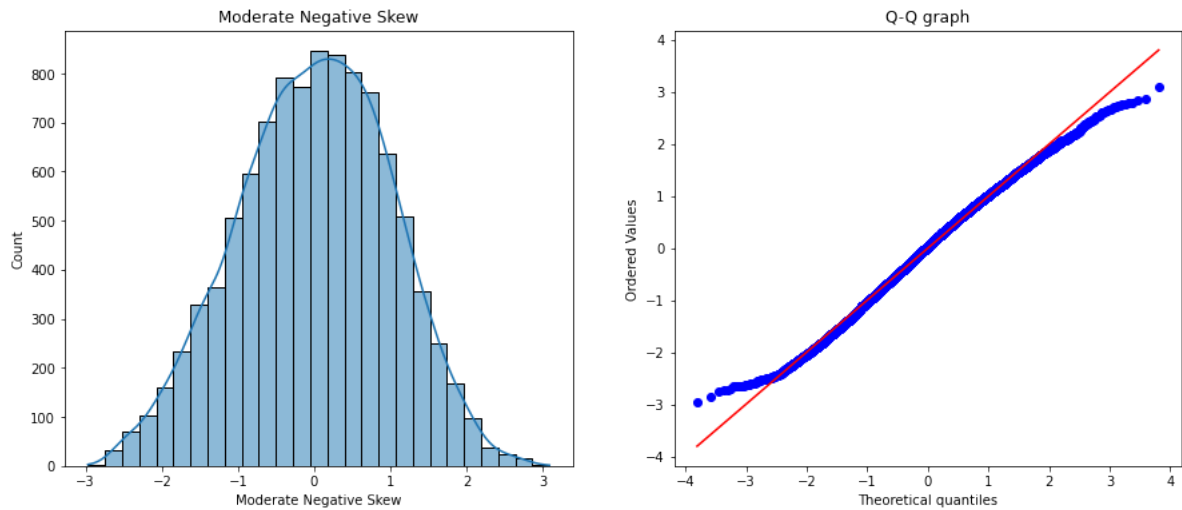 Moderate Negative Skew
Count
800
700
600
500
400
300
200
100
0
−3 −2 −1 0 1 2 3
Moderate Negative Skew
Q-Q graph
Ordered Values
4
3
2
1
0
−1
−2
−3
−4
−4 −3 −2 −1 0 1 2 3 4
Theoretical quantiles